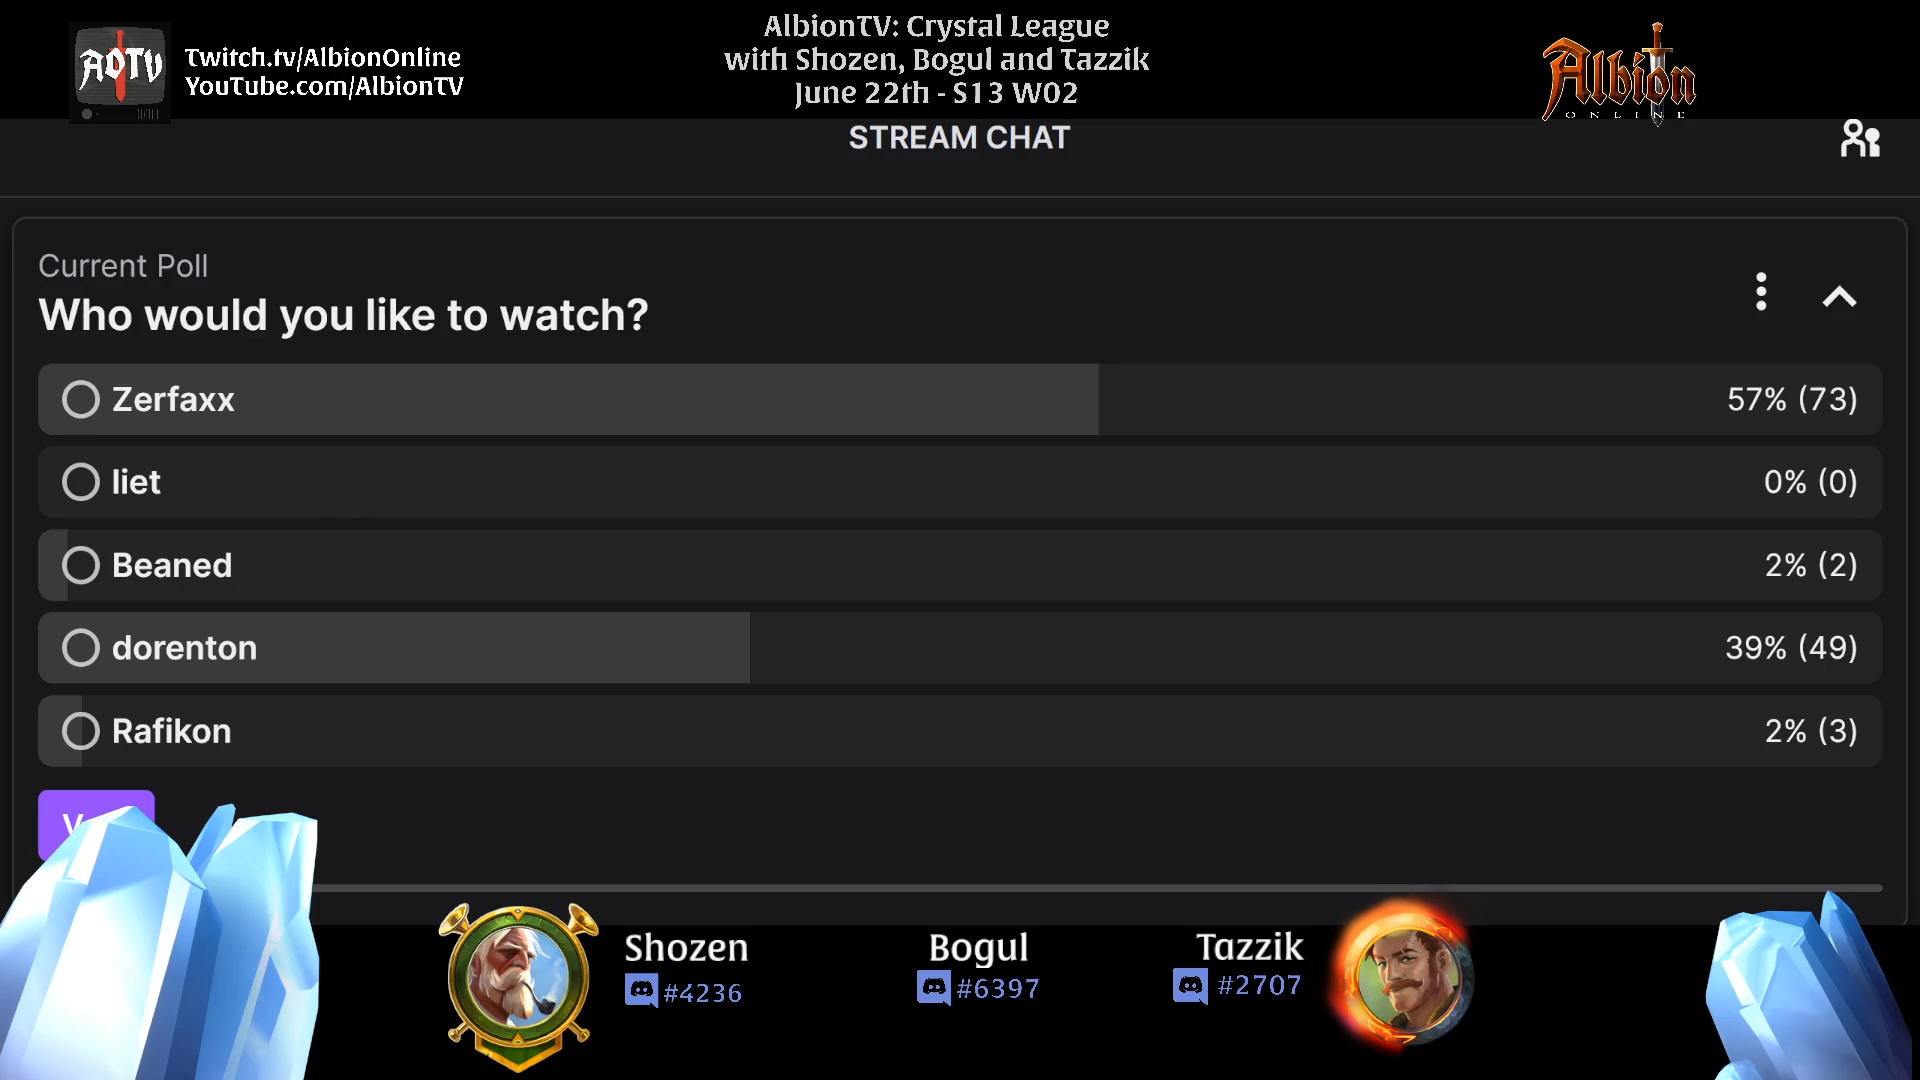 AOTV
Twitch.tv/AlbionOnline
YouTube.com/AlbionTV
AlbionTV: Crystal League
with Shozen, Bogul and Tazzik
June 22th - S13 W02
Albion
ONLINE
STREAM CHAT
Current Poll
Who would you like to watch?
Zerfaxx 57% (73)
liet 0% (0)
Beaned 2% (2)
dorenton 39% (49)
Rafikon 2% (3)
Shozen
#4236
Bogul
#6397
Tazzik
#2707